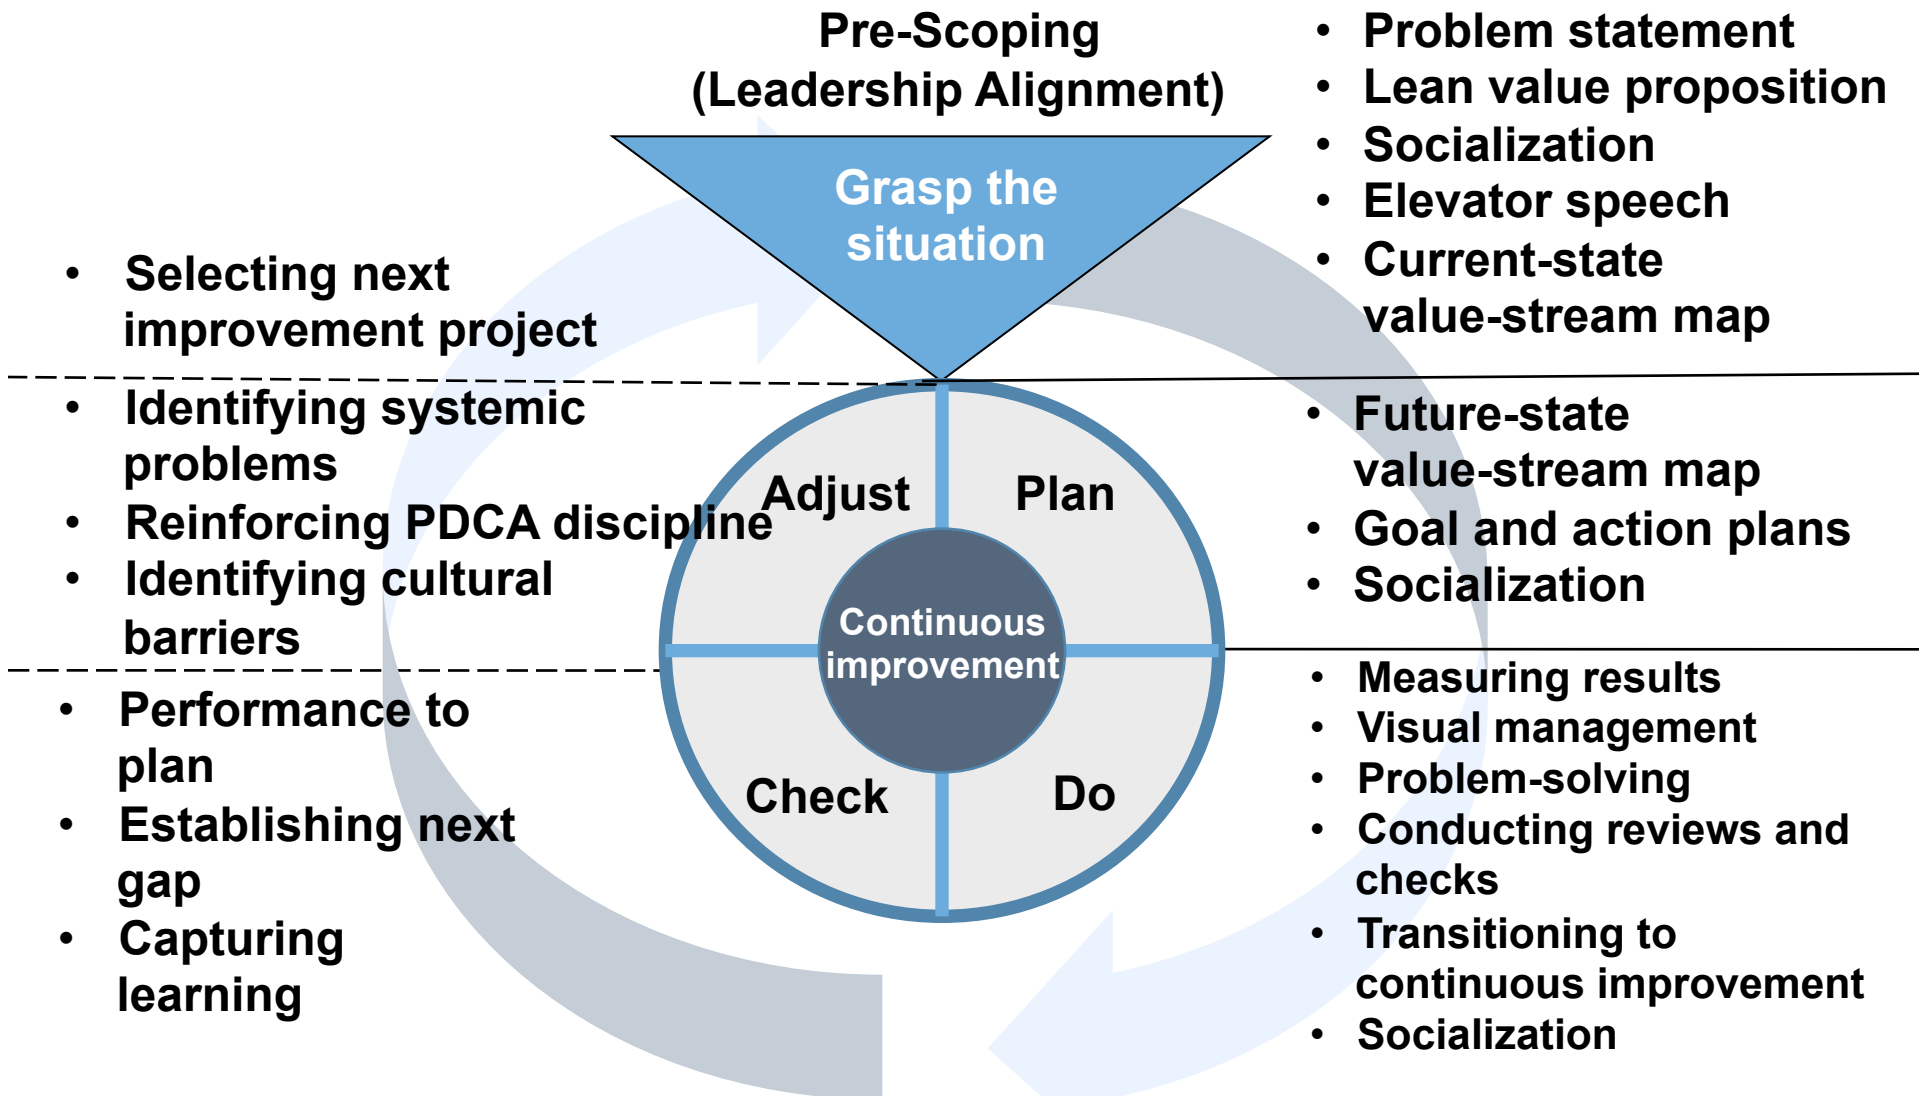 Pre-Scoping
(Leadership Alignment)
Grasp the
situation
• Problem statement
• Lean value proposition
• Socialization
• Elevator speech
• Current-state
value-stream map
• Future-state
value-stream map
• Goal and action plans
• Socialization
• Measuring results
• Visual management
• Problem-solving
• Conducting reviews and
checks
• Transitioning to
continuous improvement
• Socialization
• Selecting next
improvement project
• Identifying systemic
problems
• Reinforcing PDCA discipline
• Identifying cultural
barriers
• Performance to
plan
• Establishing next
gap
• Capturing
learning
Adjust
Plan
Continuous
improvement
Check
Do